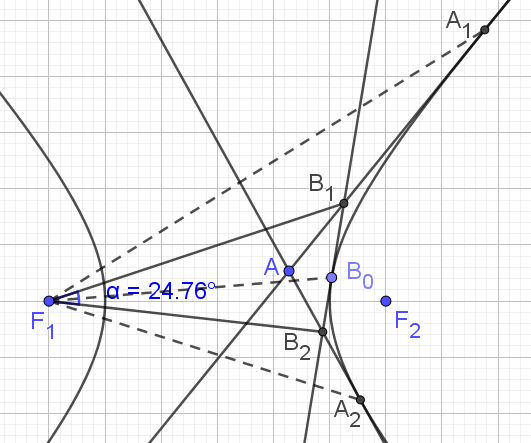 A₁
B₁
A
B₀
α = 24.76°
F₁
F₂
B₂
A₂